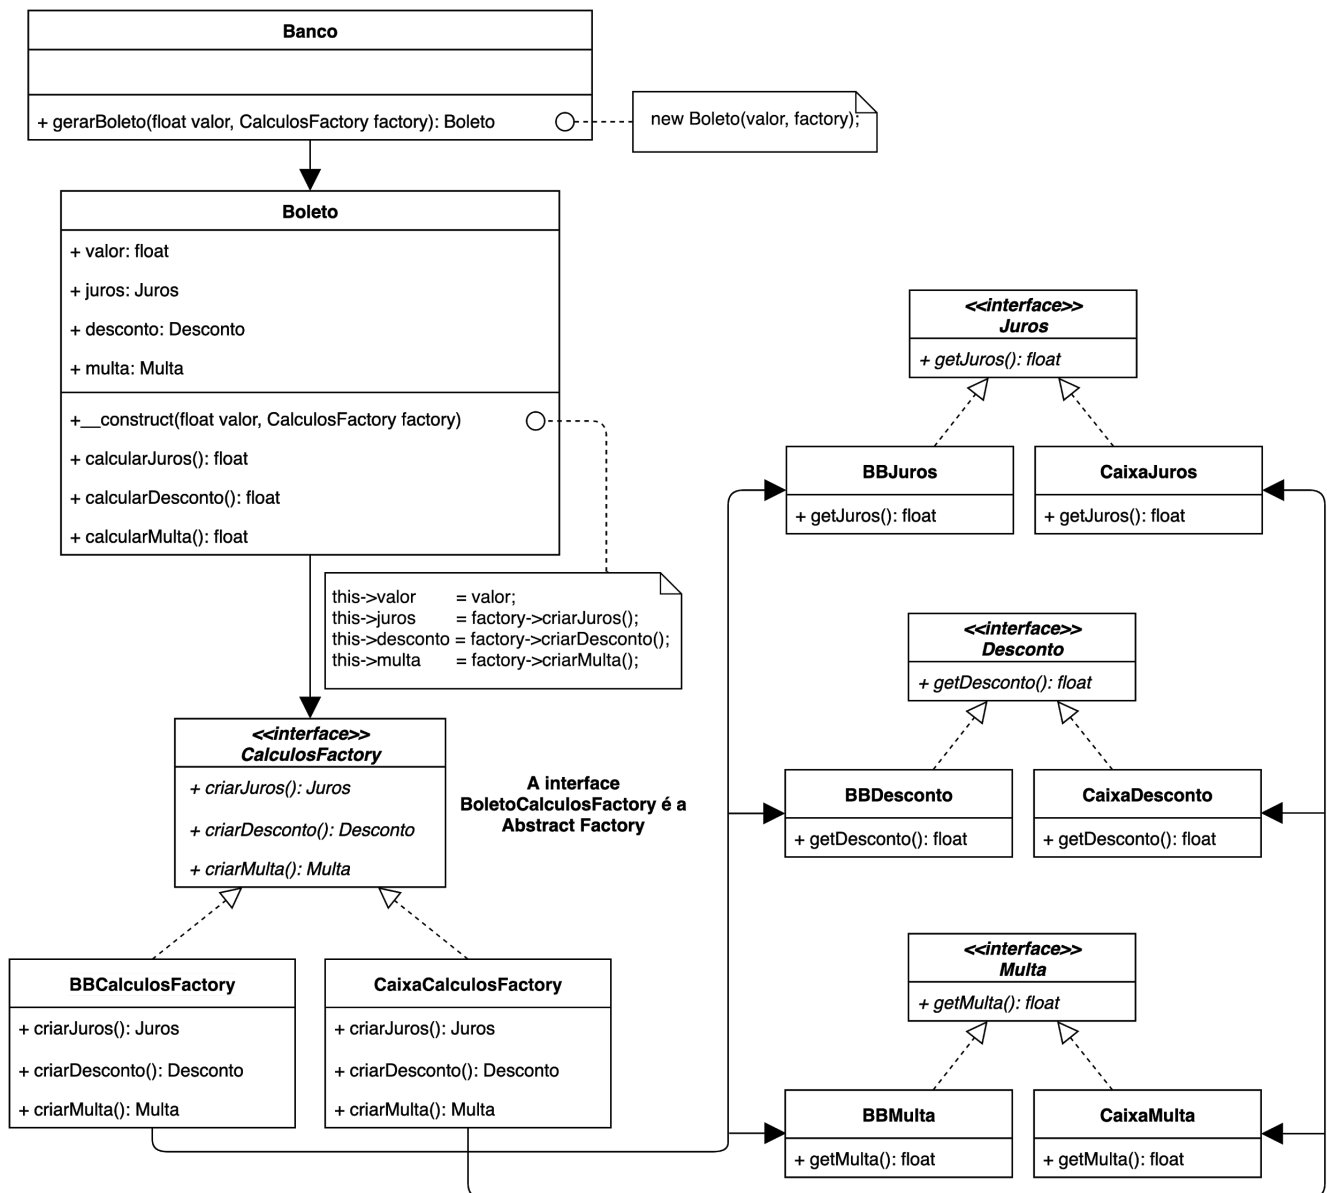 Banco
+ gerarBoleto(float valor, CalculosFactory factory): Boleto
new Boleto(valor, factory);
Boleto
+ valor: float
+ juros: Juros
+ desconto: Desconto
+ multa: Multa
+__construct(float valor, CalculosFactory factory)
+ calcularJuros(): float
+ calcularDesconto(): float
+ calcularMulta(): float
this->valor = valor;
this->juros = factory->criarJuros();
this->desconto = factory->criarDesconto();
this->multa = factory->criarMulta();
<<interface>>
CalculosFactory
+ criarJuros(): Juros
+ criarDesconto(): Desconto
+ criarMulta(): Multa
A interface
BoletoCalculosFactory é a
Abstract Factory
BBCalculosFactory
+ criarJuros(): Juros
+ criarDesconto(): Desconto
+ criarMulta(): Multa
CaixaCalculosFactory
+ criarJuros(): Juros
+ criarDesconto(): Desconto
+ criarMulta(): Multa
<<interface>>
Juros
+ getJuros(): float
BBJuros
+ getJuros(): float
CaixaJuros
+ getJuros(): float
<<interface>>
Desconto
+ getDesconto(): float
BBDesconto
+ getDesconto(): float
CaixaDesconto
+ getDesconto(): float
<<interface>>
Multa
+ getMulta(): float
BBMulta
+ getMulta(): float
CaixaMulta
+ getMulta(): float